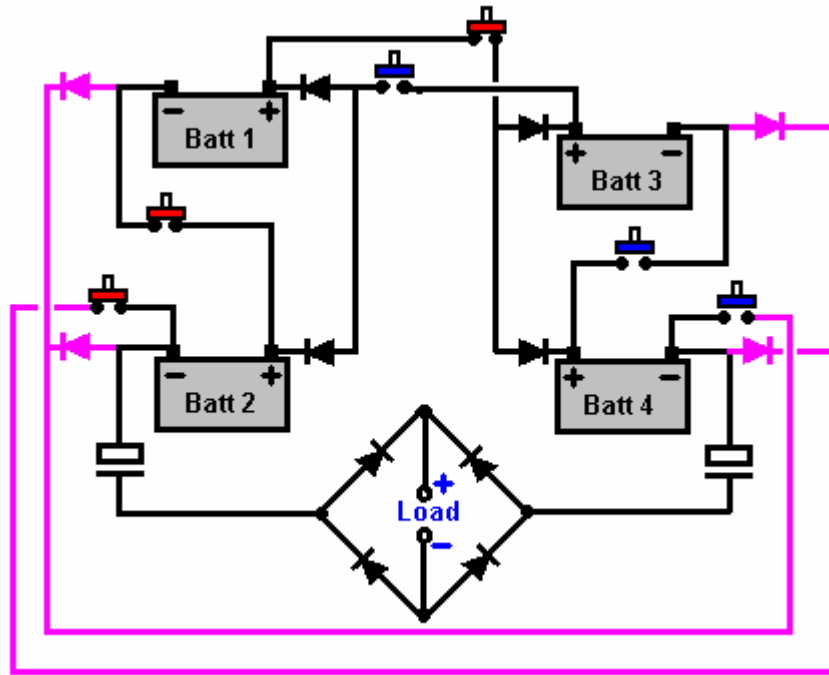 - +
Batt 1
+ -
Batt 3
- +
Batt 2
+ -
Batt 4
+
Load
-